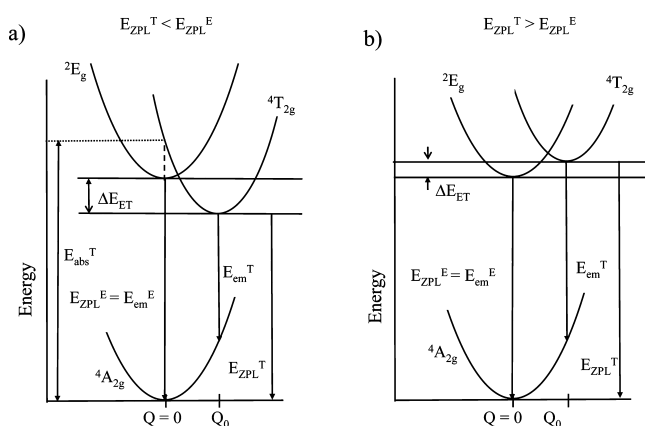 a)
E_ZPL^T < E_ZPL^E
²E_g
⁴T_2g
ΔE_ET
E_abs^T
E_em^T
E_ZPL^E = E_em^E
⁴A_2g
E_ZPL^T
Energy
Q = 0
Q_0
b)
E_ZPL^T > E_ZPL^E
²E_g
⁴T_2g
ΔE_ET
E_ZPL^E = E_em^E
E_em^T
⁴A_2g
E_ZPL^T
Energy
Q = 0
Q_0